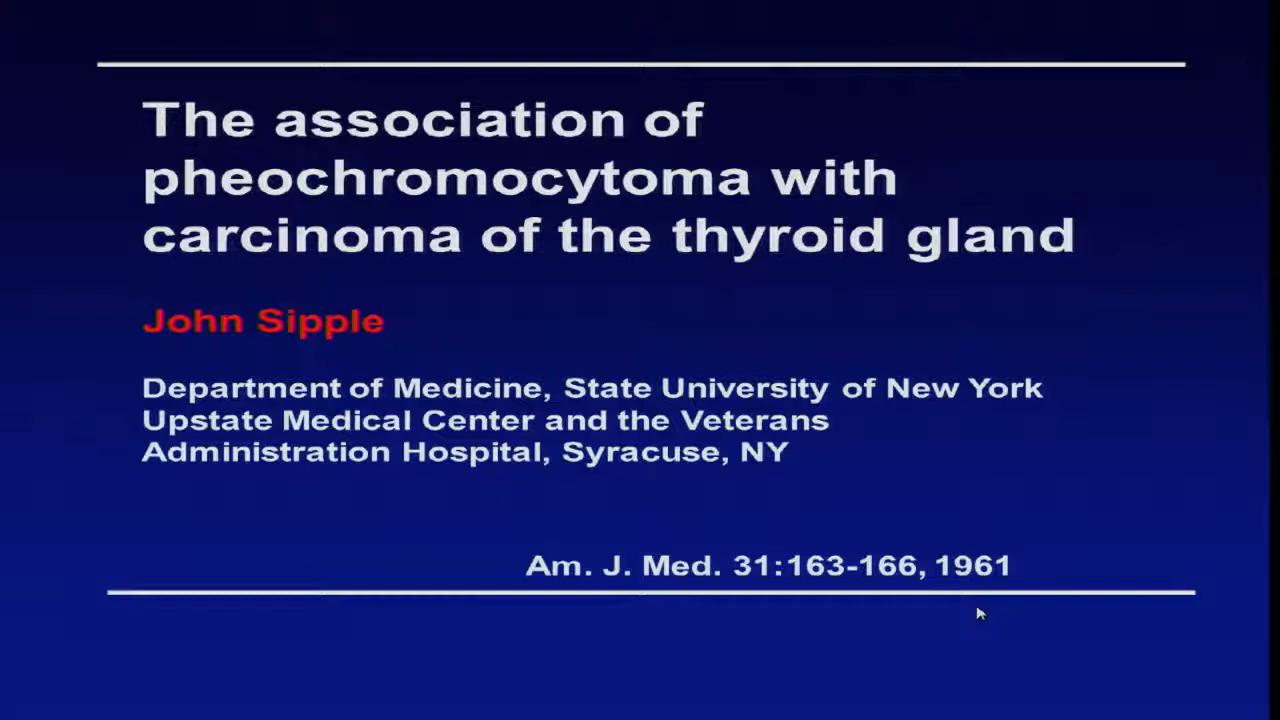 The association of
pheochromocytoma with
carcinoma of the thyroid gland
John Sipple
Department of Medicine, State University of New York
Upstate Medical Center and the Veterans
Administration Hospital, Syracuse, NY
Am. J. Med. 31:163-166, 1961